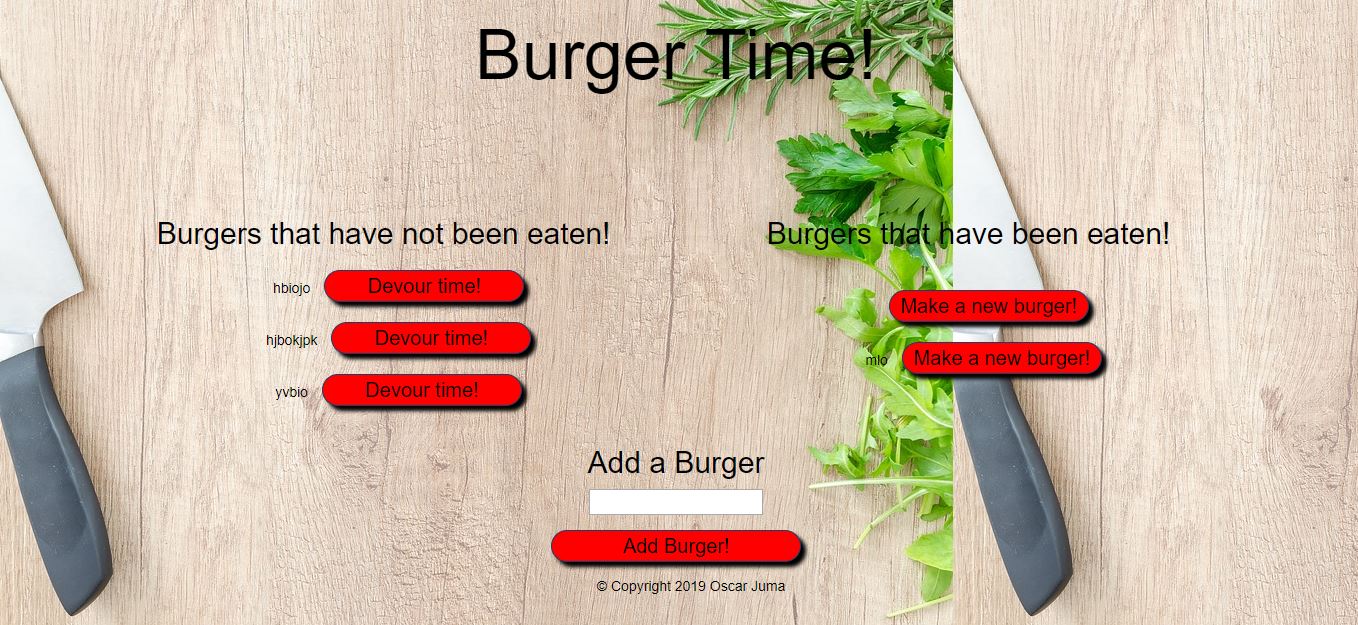 Burger Time!
Burgers that have not been eaten!
hbiojo Devour time!
hjbokjpk Devour time!
yvbio Devour time!
Burgers that have been eaten!
Make a new burger!
mlo Make a new burger!
Add a Burger
Add Burger!
© Copyright 2019 Oscar Juma